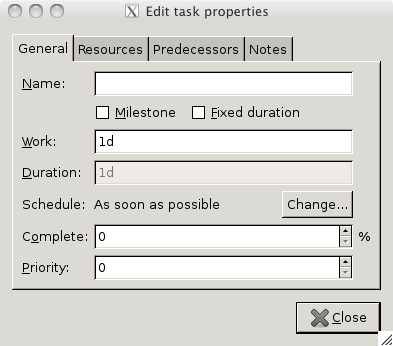 Edit task properties
General Resources Predecessors Notes
Name:
Milestone Fixed duration
Work: 1d
Duration: 1d
Schedule: As soon as possible Change...
Complete: 0 %
Priority: 0
Close